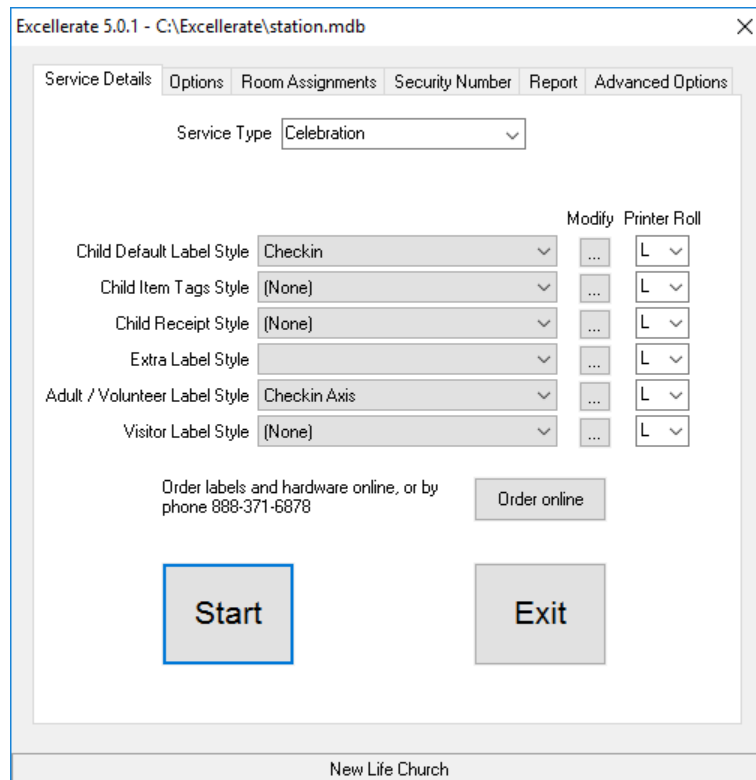 Excellerate 5.0.1 - C:\Excellerate\station.mdb
Service Details Options Room Assignments Security Number Report Advanced Options
Service Type Celebration
Modify Printer Roll
Child Default Label Style Checkin ... L
Child Item Tags Style (None) ... L
Child Receipt Style (None) ... L
Extra Label Style ... L
Adult / Volunteer Label Style Checkin Axis ... L
Visitor Label Style (None) ... L
Order labels and hardware online, or by
phone 888-371-6878
Order online
Start Exit
New Life Church